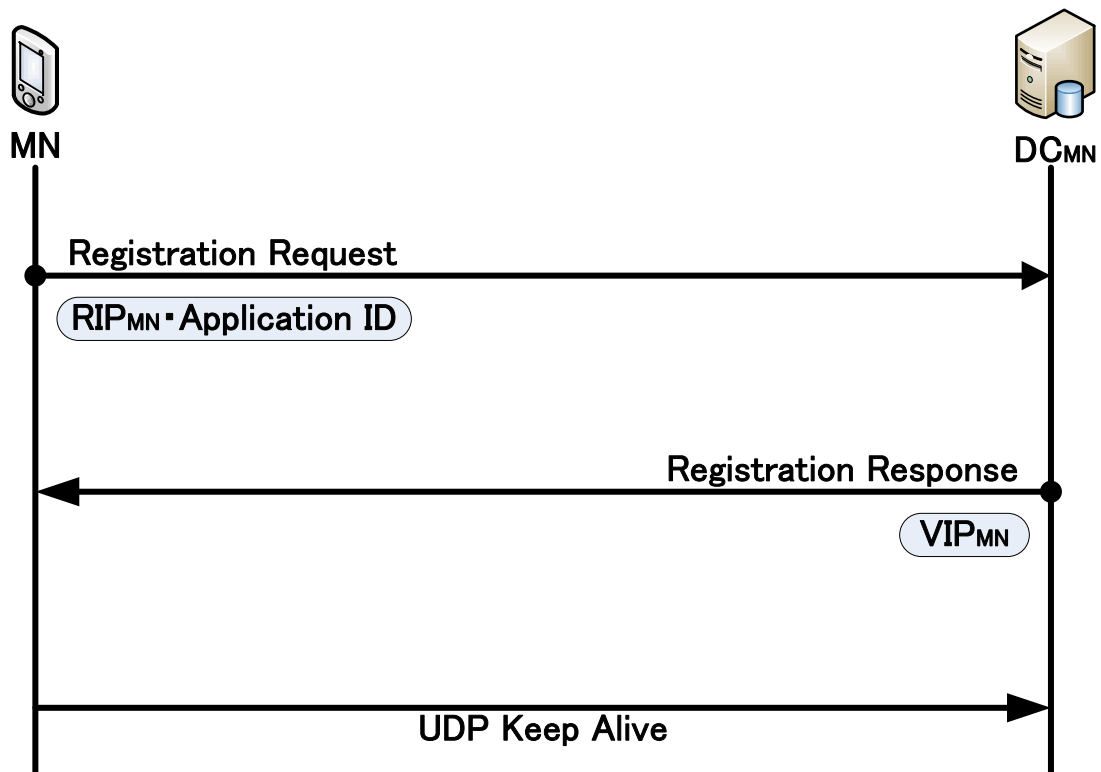 MN
DCMN
Registration Request
RIPMN・Application ID
Registration Response
VIPMN
UDP Keep Alive